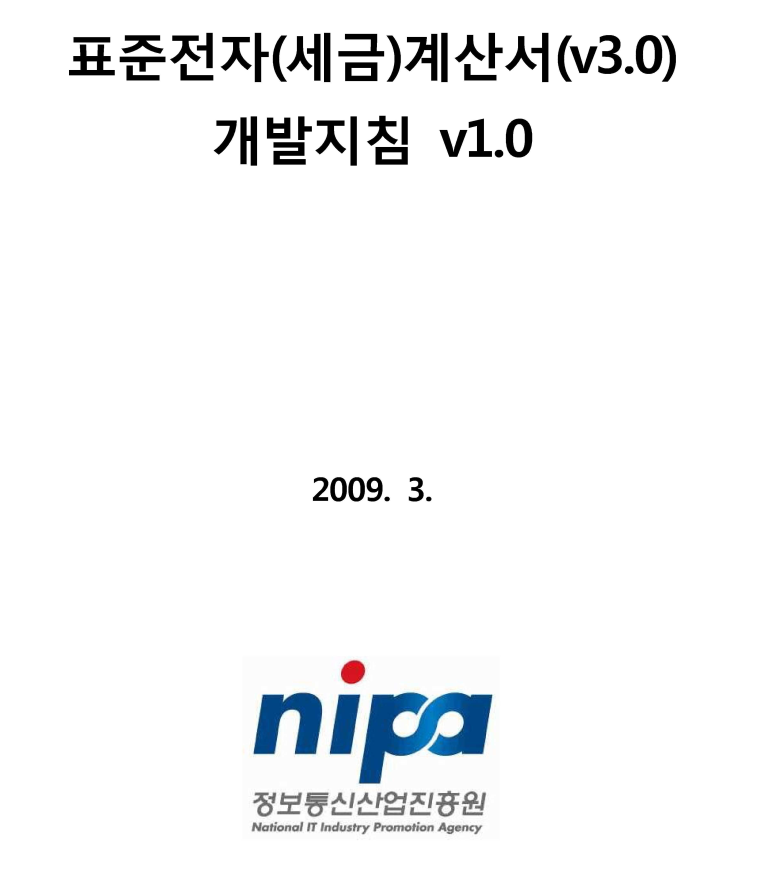 표준전자(세금)계산서(v3.0)
개발지침 v1.0
2009. 3.
nipa
정보통신산업진흥원
National IT Industry Promotion Agency